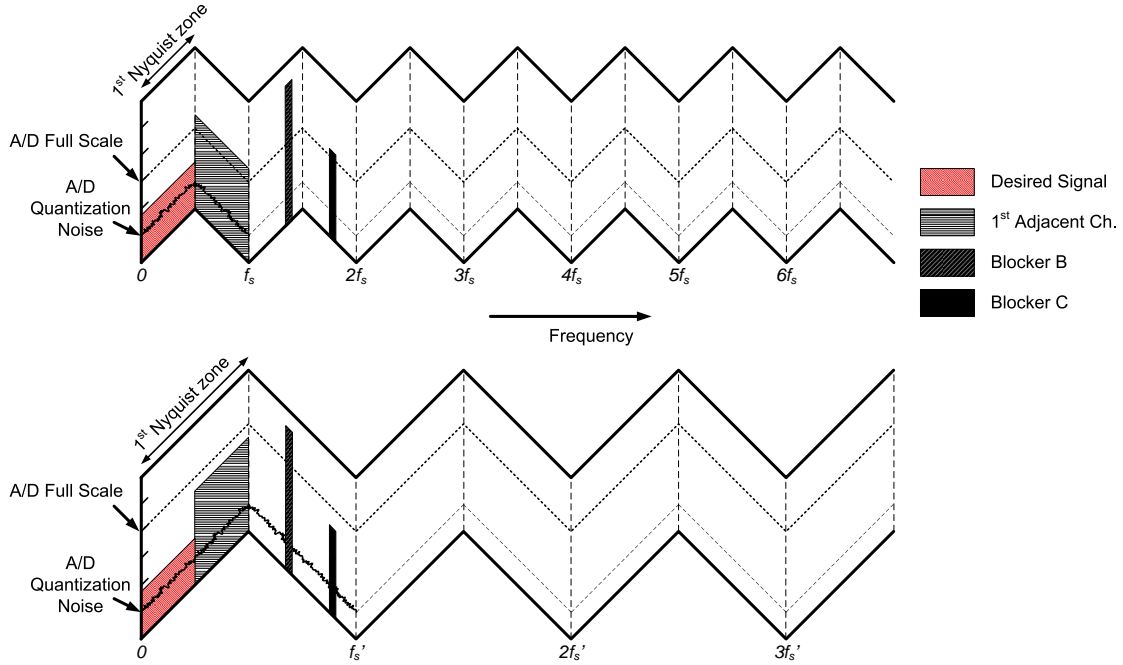 1st Nyquist zone
A/D Full Scale
A/D
Quantization
Noise
0
fs
2fs
3fs
4fs
5fs
6fs
Desired Signal
1st Adjacent Ch.
Blocker B
Blocker C
Frequency
1st Nyquist zone
A/D Full Scale
A/D
Quantization
Noise
0
fs’
2fs’
3fs’